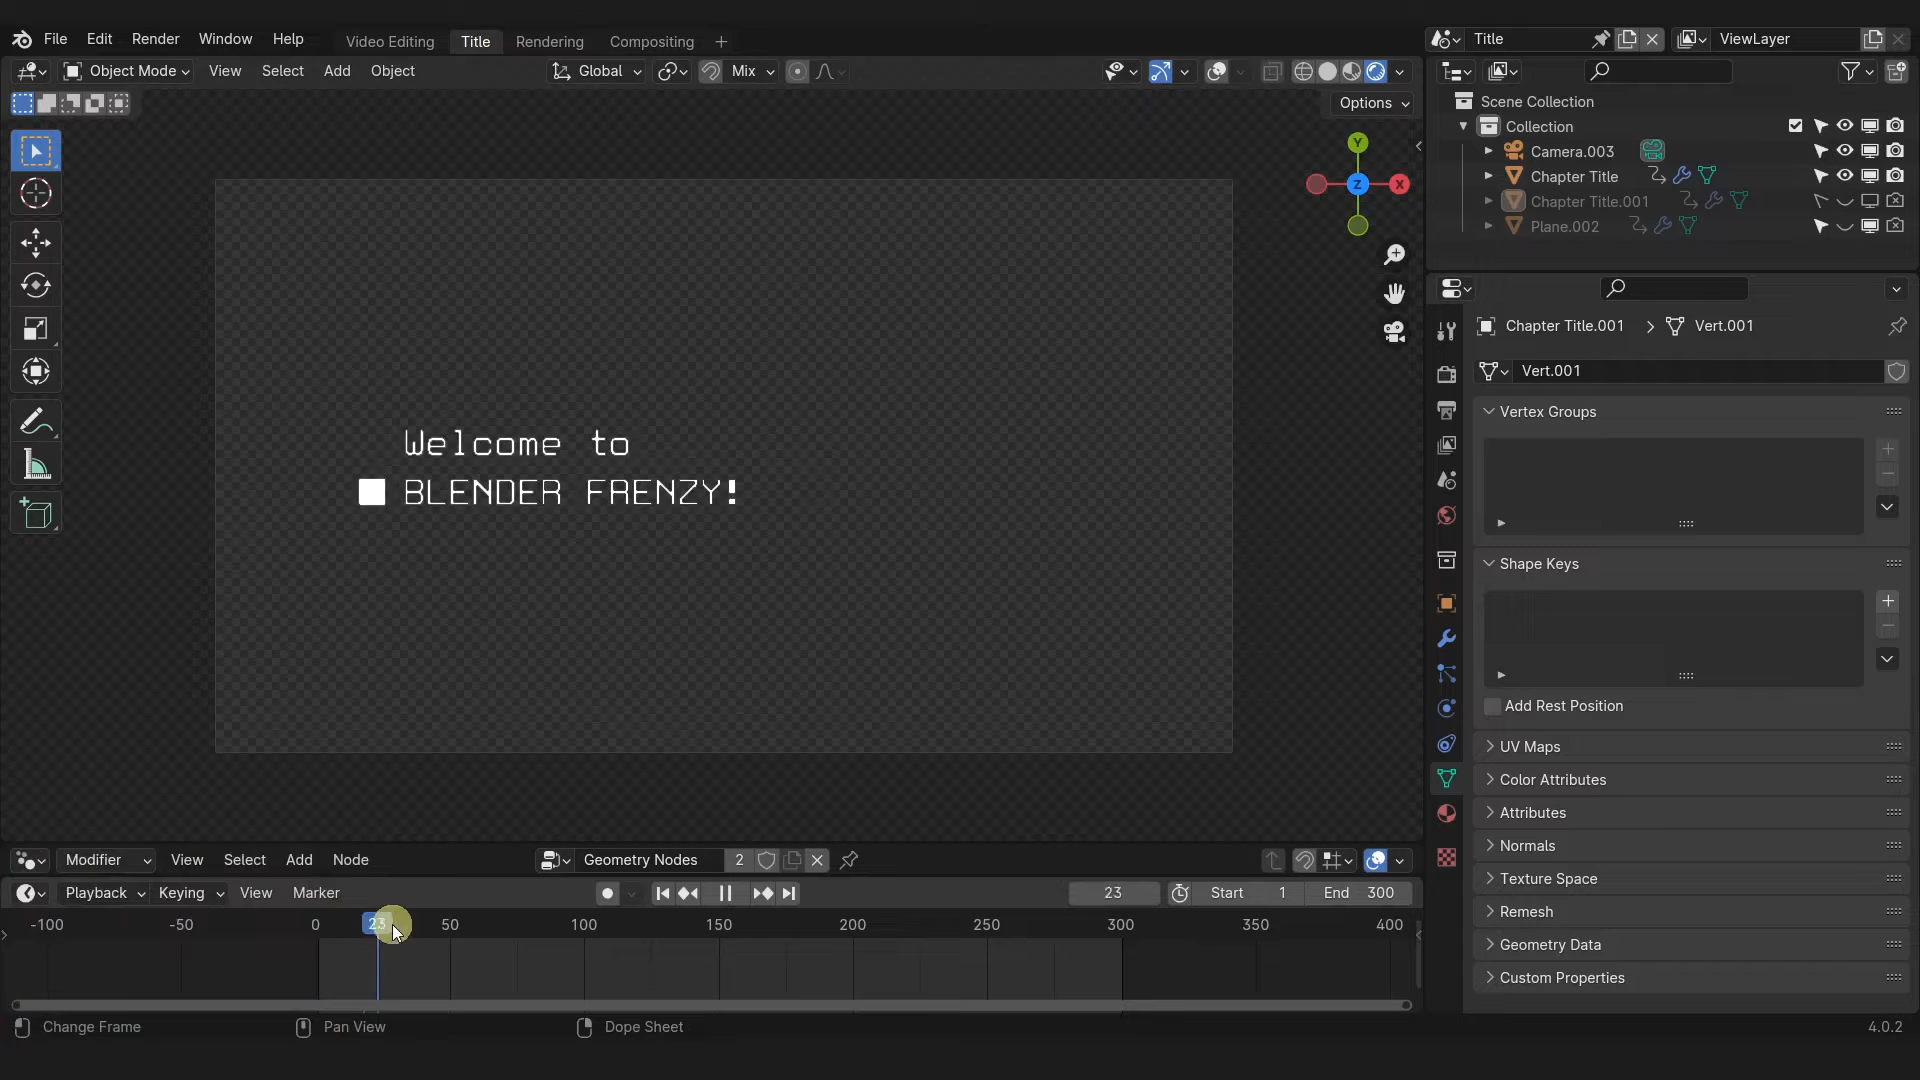 File Edit Render Window Help Video Editing Title Rendering Compositing + Title ViewLayer
Object Mode View Select Add Object Global Mix
Options
Scene Collection
Collection
Camera.003
Chapter Title
Chapter Title.001
Plane.002
Y
X
Z
Chapter Title.001 > Vert.001
Vert.001
Vertex Groups
Shape Keys
Add Rest Position
UV Maps
Color Attributes
Attributes
Normals
Texture Space
Remesh
Geometry Data
Custom Properties
Welcome to
BLENDER FRENZY!
Modifier View Select Add Node Geometry Nodes 2
Playback Keying View Marker 23 Start 1 End 300
-100 -50 0 23 50 100 150 200 250 300 350 400
Change Frame Pan View Dope Sheet 4.0.2